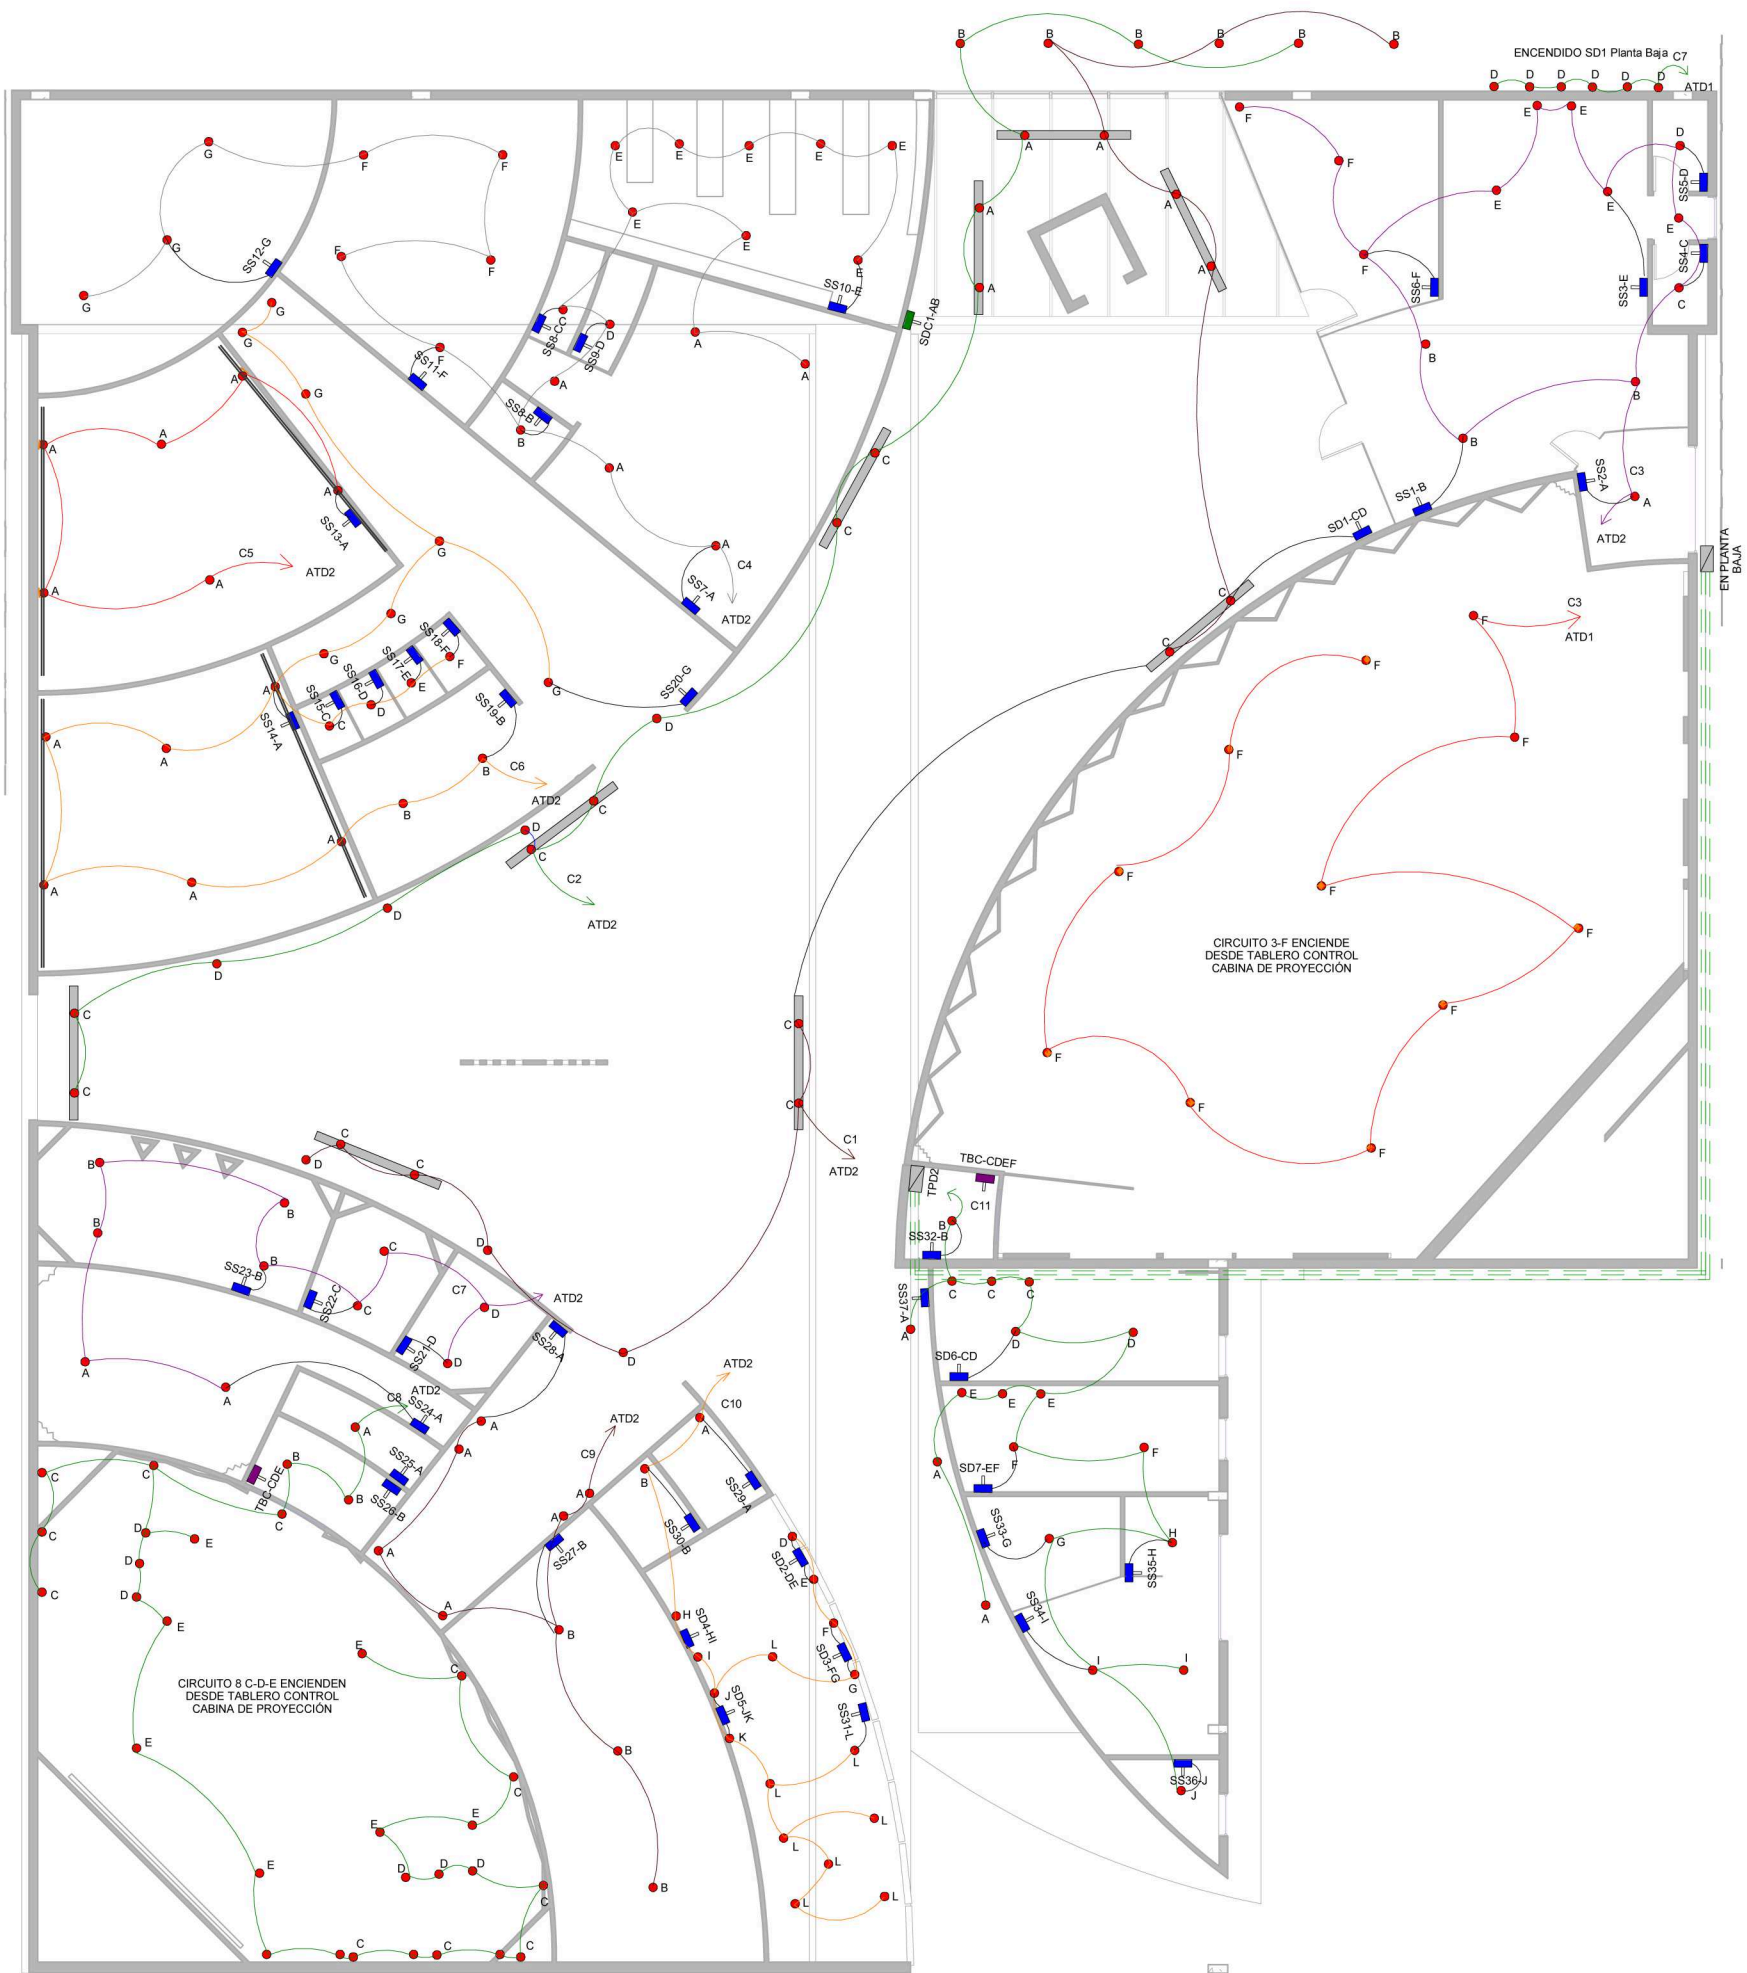 B
B
B
B
B
B
ENCENDIDO SD1 Planta Baja
C7
D
D
D
D
D
D
ATD1
F
E
E
D
G
F
F
E
E
E
E
E
A
A
F
SS5-D
E
E
A
A
E
E
E
G
F
F
F
SS4-C
SS12-G
E
A
SS6-F
SS3-E
C
G
SS10-E
A
G
C
SS8-C
D
SS9-D
SDC1-AB
G
F
SS11-F
A
B
A
A
A
G
B
SS8-B
B
C
B
A
A
A
A
SS2-A
C3
A
SS1-B
SS13-A
C
SD1-CD
ATD2
C5
ATD2
A
G
A
C4
EN PLANTA
BAJA
A
SS7-A
ATD2
C
C3
ATD1
F
G
SS18-F
G
SS17-E
F
C
F
SS16-D
E
G
A
SS15-C
D
SS20-G
SS19-B
C
D
SS14-A
A
A
F
F
B
C6
ATD2
B
C
D
A
C
F
A
A
C2
F
D
ATD2
F
CIRCUITO 3-F ENCIENDE
DESDE TABLERO CONTROL
CABINA DE PROYECCIÓN
D
F
C
C
F
C
C
C1
F
C
D
C
ATD2
F
TBC-CDEF
B
TPD2
C11
B
B
B
SS32-B
D
C
B
SS23-B
SS22-C
C
C7
D
ATD2
C
C
C
SS37-A
A
SS21-D
D
SS28-A
D
D
D
A
SD6-CD
ATD2
A
C8
ATD2
SS24-A
C10
E
E
E
A
A
ATD2
A
B
A
C9
F
F
C
C
SS25-A
SS26-B
B
TBC-CDE
B
SS29-A
A
SD7-EF
A
A
C
C
D
E
SS30-B
SS27-B
D
SD2-DE
SS33-G
G
H
D
A
E
SS35-H
C
D
E
A
B
H
SD4-HI
F
A
SS34-I
E
I
L
SD3-FG
I
I
C
CIRCUITO 8 C-D-E ENCIENDEN
DESDE TABLERO CONTROL
CABINA DE PROYECCIÓN
G
J
SD5-JK
SS31-L
K
E
B
L
C
L
SS36-J
J
E
E
L
L
D
D
D
L
E
C
B
L
L
C
C
C